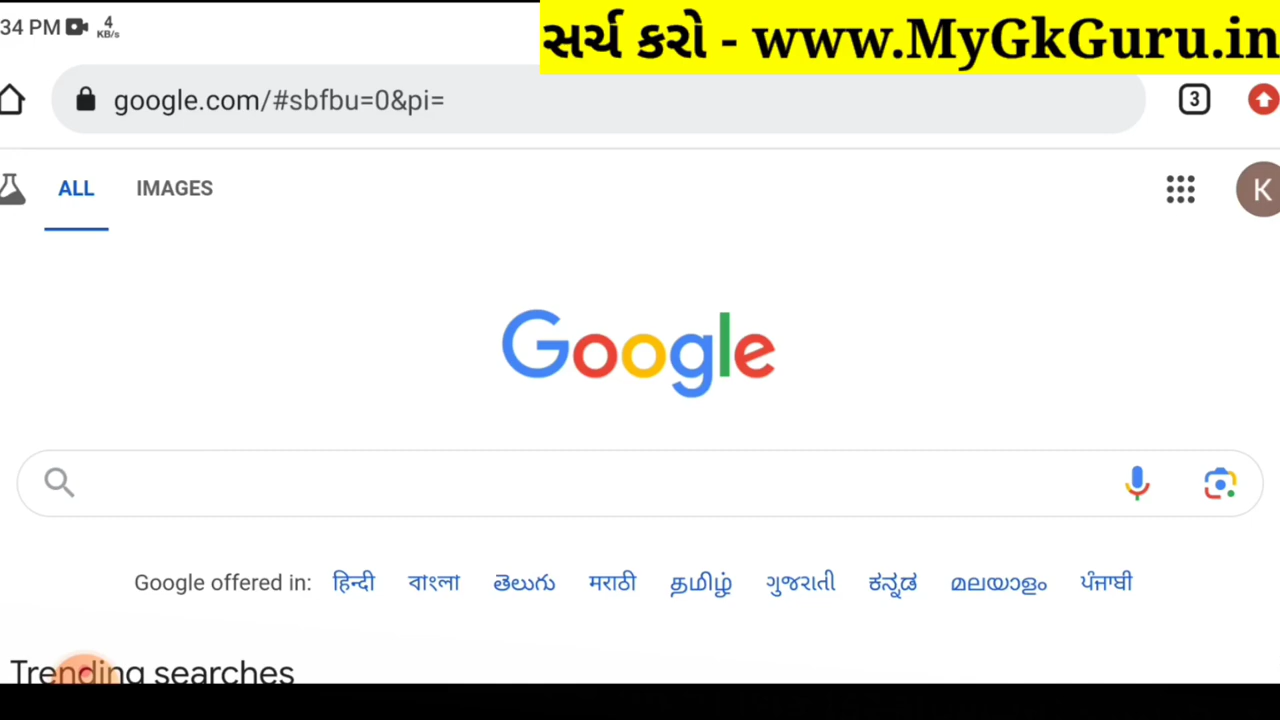 34 PM 4 KB/s
સર્ચ કરો - www.MyGkGuru.in
google.com/#sbfbu=0&pi=
3
ALL IMAGES
K
Google
Google offered in: हिन्दी বাংলা తెలుగు मराठी தமிழ் ગુજરાતી ಕನ್ನಡ മലയാളം ਪੰਜਾਬੀ
Trending searches